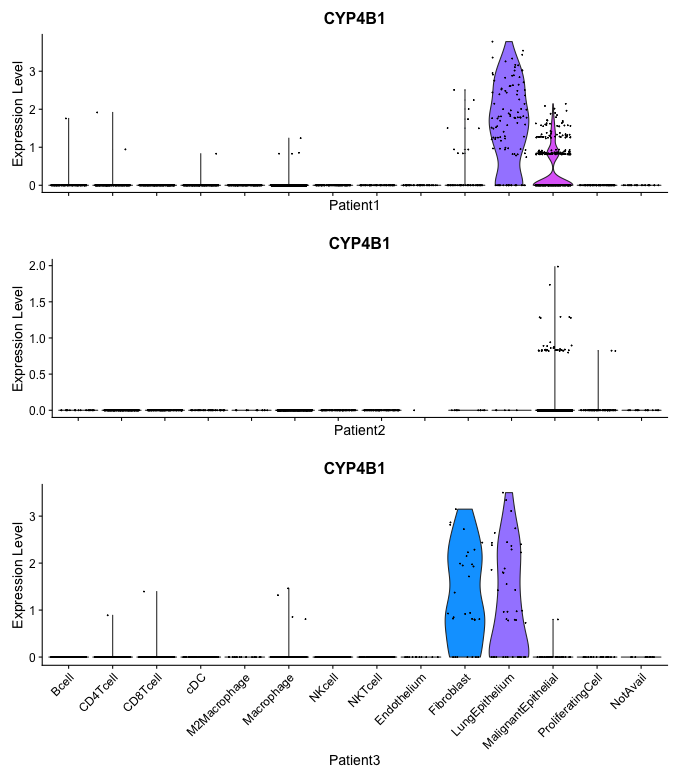 CYP4B1
Expression Level
3
2
1
0
Patient1
CYP4B1
Expression Level
2.0
1.5
1.0
0.5
0.0
Patient2
CYP4B1
Expression Level
3
2
1
0
Bcell
CD4Tcell
CD8Tcell
cDC
M2Macrophage
Macrophage
NKcell
NKTcell
Endothelium
Fibroblast
LungEpithelium
MalignantEpithelial
ProliferatingCell
NotAvail
Patient3